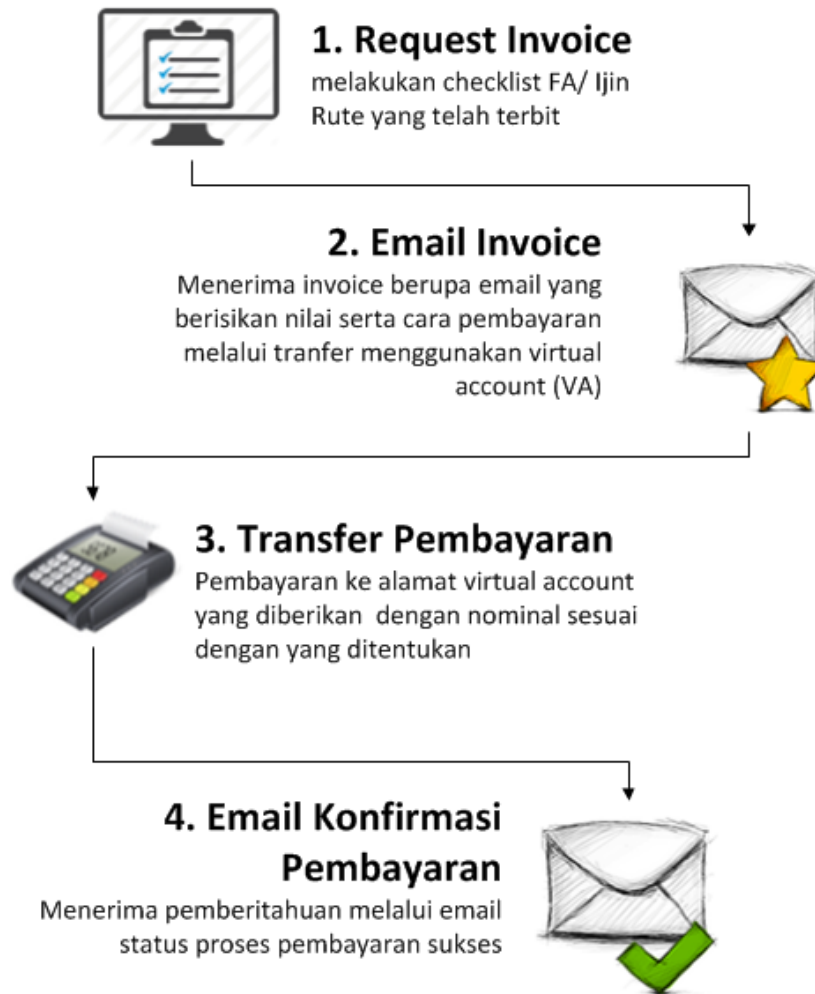 1. Request Invoice
melakukan checklist FA/ Ijin
Rute yang telah terbit
2. Email Invoice
Menerima invoice berupa email yang
berisikan nilai serta cara pembayaran
melalui tranfer menggunakan virtual
account (VA)
3. Transfer Pembayaran
Pembayaran ke alamat virtual account
yang diberikan  dengan nominal sesuai
dengan yang ditentukan
4. Email Konfirmasi
Pembayaran
Menerima pemberitahuan melalui email
status proses pembayaran sukses